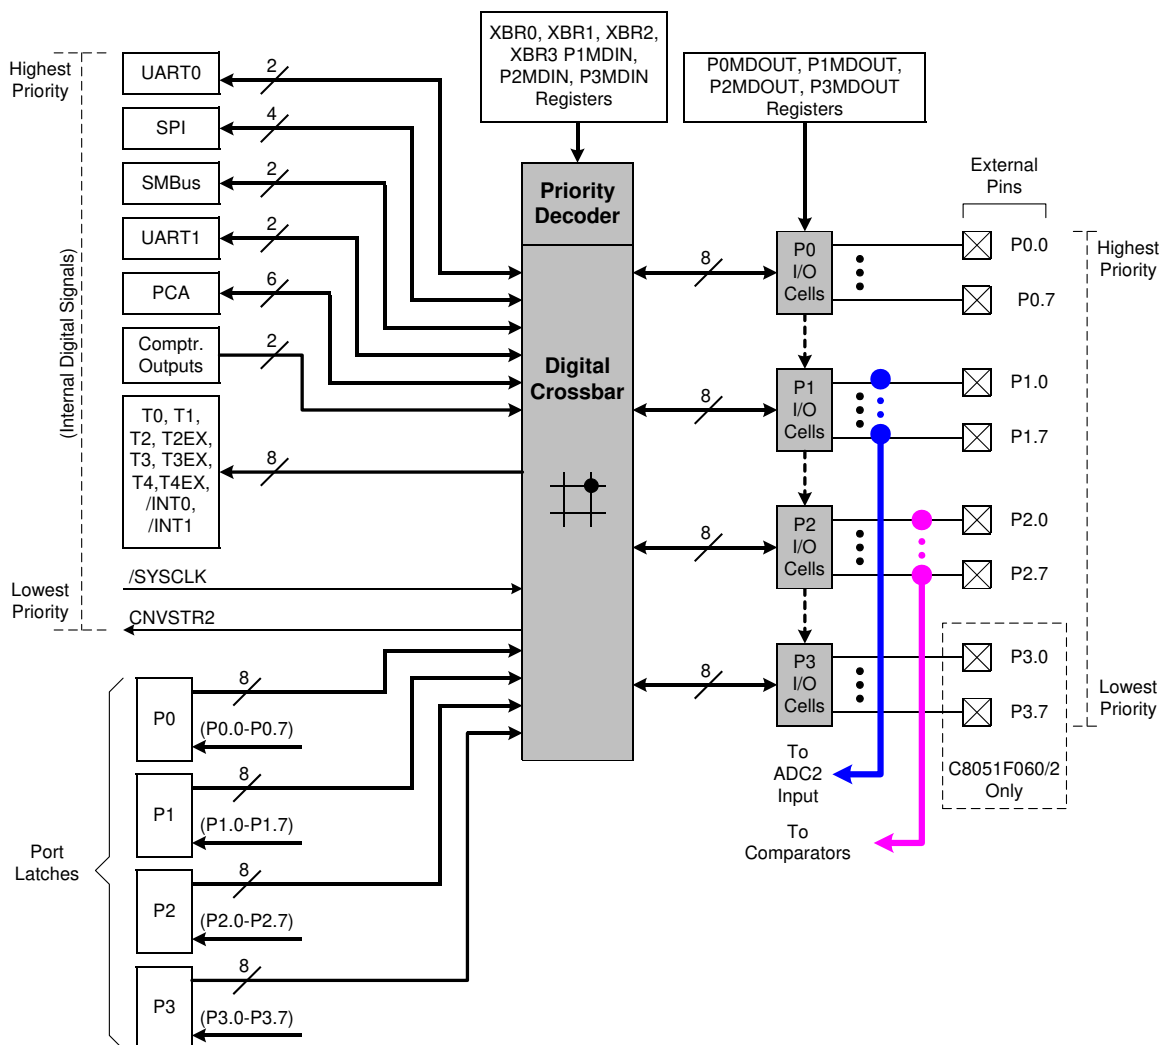 XBR0, XBR1, XBR2,
XBR3 P1MDIN,
P2MDIN, P3MDIN
Registers
P0MDOUT, P1MDOUT,
P2MDOUT, P3MDOUT
Registers
Highest
Priority
(Internal Digital Signals)
Lowest
Priority
UART0
2
SPI
4
SMBus
2
UART1
2
PCA
6
Comptr.
Outputs
2
T0, T1,
T2, T2EX,
T3, T3EX,
T4,T4EX,
/INT0,
/INT1
8
/SYSCLK
CNVSTR2
Priority
Decoder
Digital
Crossbar
8
P0
I/O
Cells
8
P1
I/O
Cells
8
P2
I/O
Cells
8
P3
I/O
Cells
External
Pins
P0.0
P0.7
P1.0
P1.7
P2.0
P2.7
P3.0
P3.7
Highest
Priority
Lowest
Priority
C8051F060/2
Only
To
ADC2
Input
To
Comparators
Port
Latches
P0
8
(P0.0-P0.7)
P1
8
(P1.0-P1.7)
P2
8
(P2.0-P2.7)
P3
8
(P3.0-P3.7)